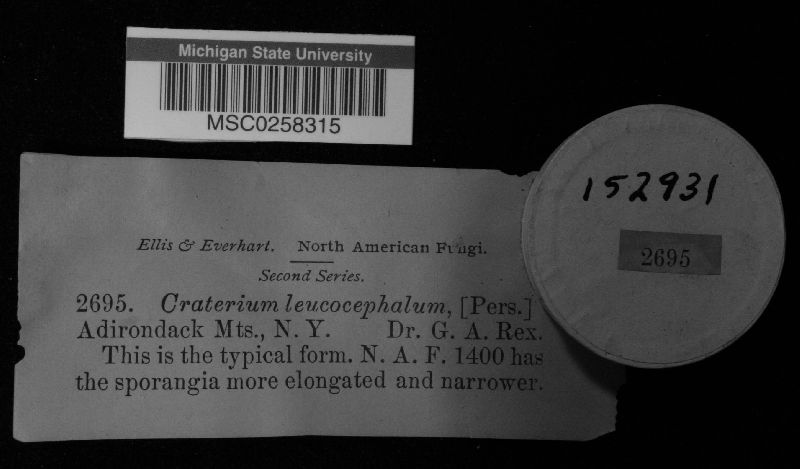 Michigan State University
MSC0258315
152931
2695
Ellis & Everhart. North American Fungi.
Second Series.
2695. Craterium leucocephalum, [Pers.]
Adirondack Mts., N. Y. Dr. G. A. Rex.
This is the typical form. N. A. F. 1400 has
the sporangia more elongated and narrower.